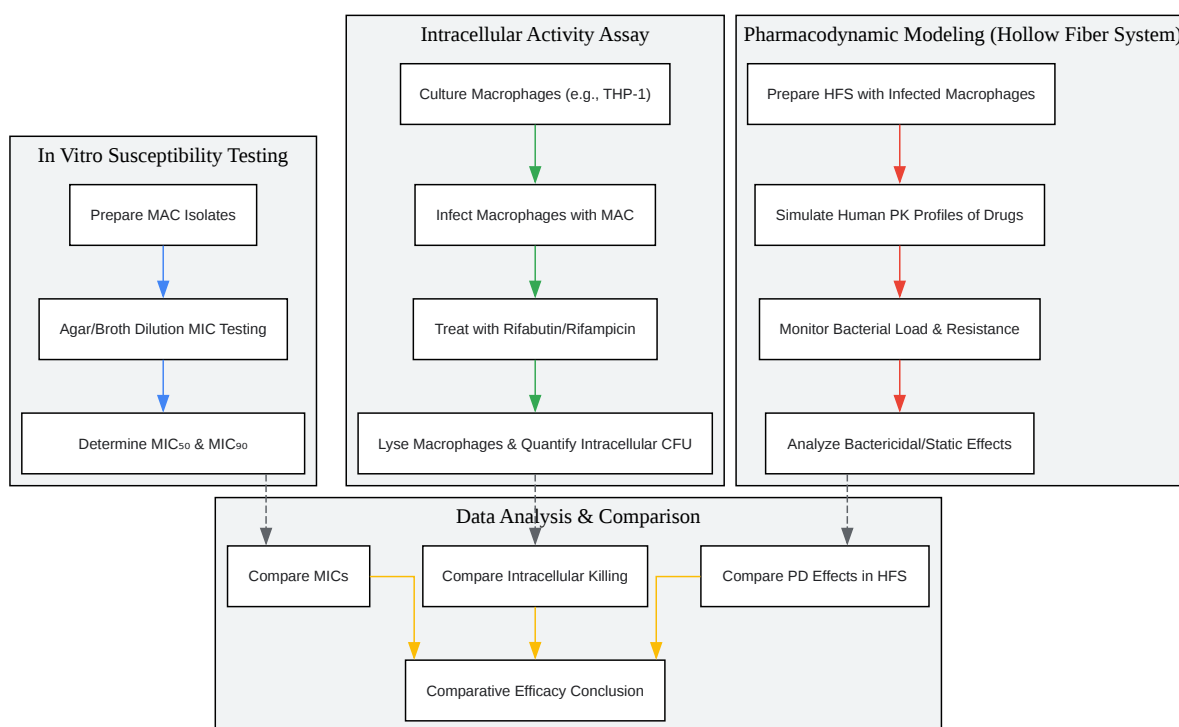 In Vitro Susceptibility Testing
Prepare MAC Isolates
Agar/Broth Dilution MIC Testing
Determine MIC₅₀ & MIC₉₀
Intracellular Activity Assay
Culture Macrophages (e.g., THP-1)
Infect Macrophages with MAC
Treat with Rifabutin/Rifampicin
Lyse Macrophages & Quantify Intracellular CFU
Pharmacodynamic Modeling (Hollow Fiber System)
Prepare HFS with Infected Macrophages
Simulate Human PK Profiles of Drugs
Monitor Bacterial Load & Resistance
Analyze Bactericidal/Static Effects
Data Analysis & Comparison
Compare MICs
Compare Intracellular Killing
Compare PD Effects in HFS
Comparative Efficacy Conclusion